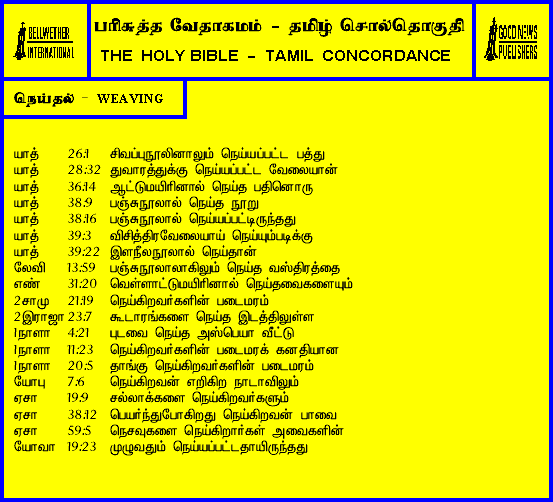 BELLWETHER INTERNATIONAL
பரிசுத்த வேதாகமம் - தமிழ் சொல்தொகுதி
THE HOLY BIBLE - TAMIL CONCORDANCE
GOOD NEWS PUBLISHERS
நெய்தல் - WEAVING
யாத் 26:1 சிவப்புநூலினாலும் நெய்யப்பட்ட பத்து
யாத் 28:32 துவாரத்துக்கு நெய்யப்பட்ட வேலையான்
யாத் 36:14 ஆட்டுமயிரினால் நெய்த பதினொரு
யாத் 38:9 பஞ்சுநூலால் நெய்த நூறு
யாத் 38:16 பஞ்சுநூலால் நெய்யப்பட்டிருந்தது
யாத் 39:3 விசித்திரவேலையாய் நெய்யும்படிக்கு
யாத் 39:22 இளநீலநூலால் நெய்தான்
லேவி 13:59 பஞ்சுநூலாலாகிலும் நெய்த வஸ்திரத்தை
எண் 31:20 வெள்ளாட்டுமயிரினால் நெய்தவைகளையும்
2சாமு 21:19 நெய்கிறவர்களின் படைமரம்
2இராஜா 23:7 கூடாரங்களை நெய்த இடத்திலுள்ள
1நாளா 4:21 புடவை நெய்த அஸ்பெயா வீட்டு
1நாளா 11:23 நெய்கிறவர்களின் படைமரக் கனதியான
1நாளா 20:5 தாங்கு நெய்கிறவர்களின் படைமரம்
யோபு 7:6 நெய்கிறவன் எறிகிற நாடாவிலும்
ஏசா 19:9 சல்லாக்களை நெய்கிறவர்களும்
ஏசா 38:12 பெயர்ந்துபோகிறது நெய்கிறவன் பாவை
ஏசா 59:5 நெசவுகளை நெய்கிறார்கள் அவைகளின்
யோவா 19:23 முழுவதும் நெய்யப்பட்டதாயிருந்தது